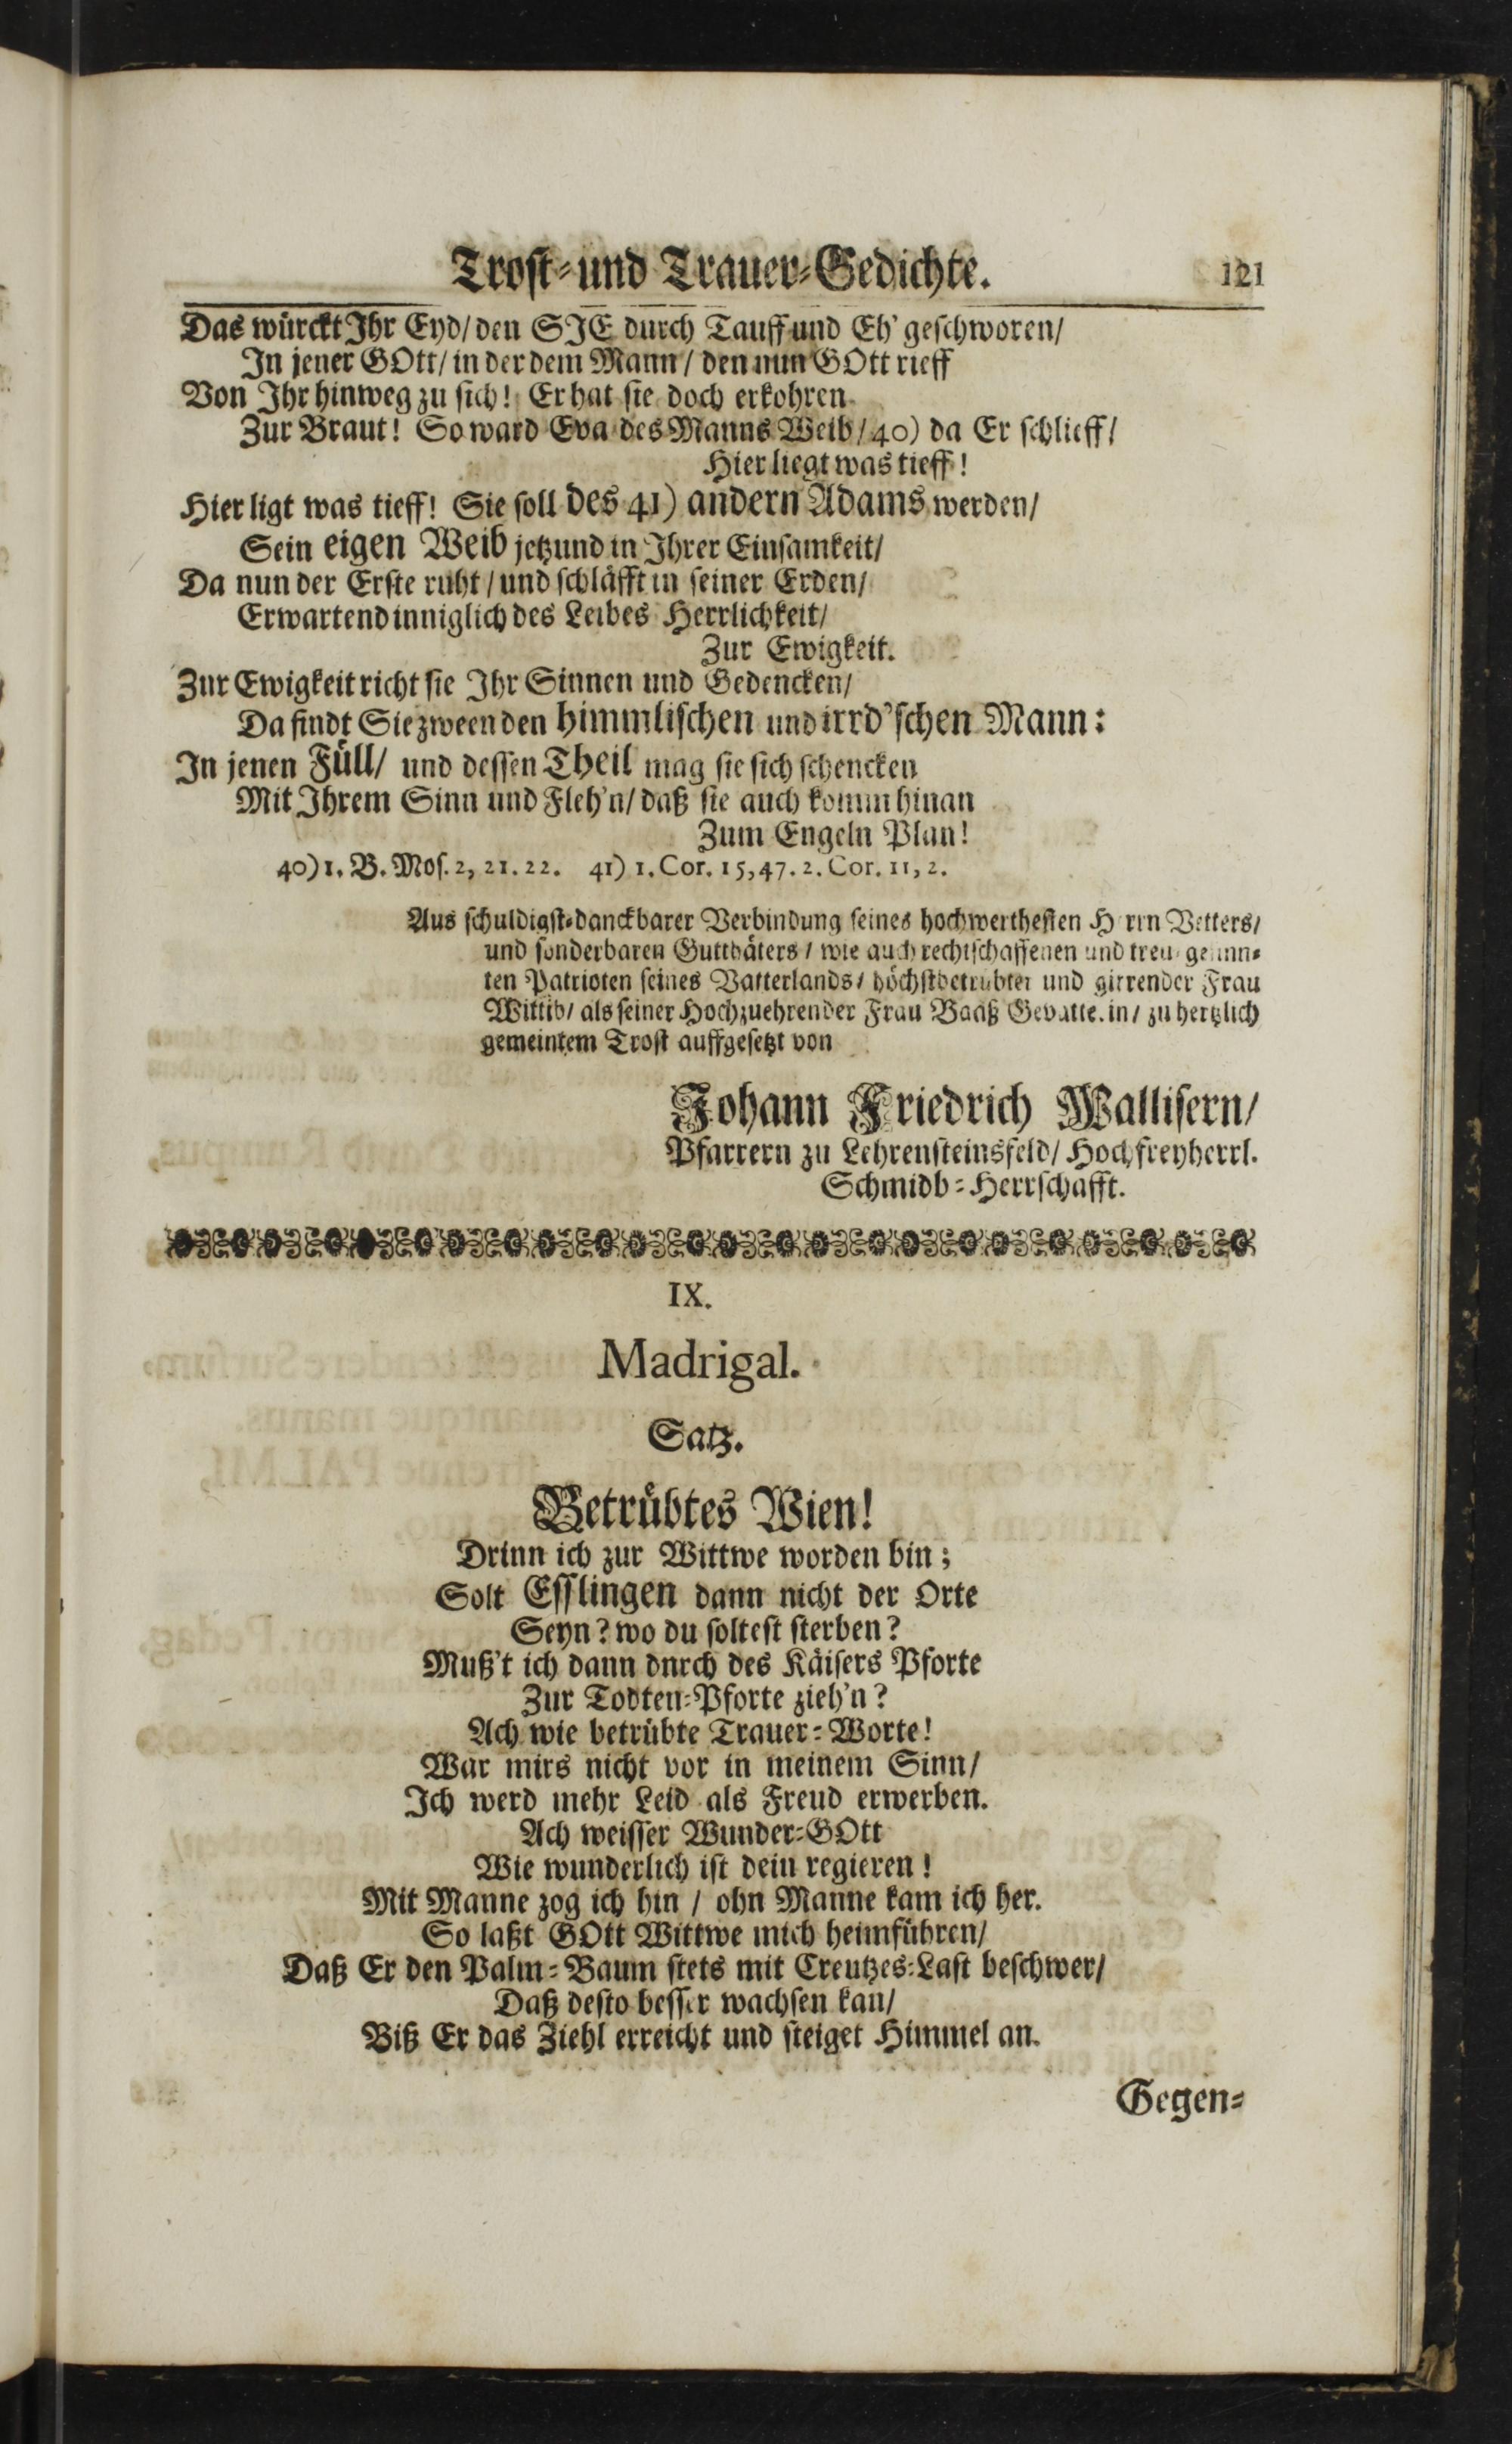 Trost-und Trauer-Gedichte. 121
Das würckt Ihr Eyd/ den SIE durch Tauff und Eh' geschworen/
In jener GOtt/ in der dem Mann/ den nun GOtt rieff
Von Ihr hinweg zu sich! Er hat sie doch erkohren
Zur Braut! So ward Eva des Manns Weib/ 40) da Er schlieff/
Hier liegt was tieff!
Hier ligt was tieff! Sie soll des 41) andern Adams werden/
Sein eigen Weib jetzund in Ihrer Einsamkeit/
Da nun der Erste ruht/ und schläfft in seiner Erden/
Erwartend inniglich des Leibes Herrlichkeit/
Zur Ewigkeit.
Zur Ewigkeit richt sie Ihr Sinnen und Gedencken/
Da findt Sie zween den himmlischen und irrd'schen Mann:
In jenen Füll/ und dessen Theil mag sie sich schencken
Mit Ihrem Sinn und Fleh'n/ daß sie auch komm hinan
Zum Engeln Plan!
40) 1. B. Mos. 2, 21. 22. 41) 1. Cor. 15, 47. 2. Cor. 11, 2.
Aus schuldigst-danckbarer Verbindung seines hochwerthesten Vetters/
und sonderbaren Gutthäters/ wie auch rechtschaffenen und treu-
ten Patrioten seines Vatterlands/ höchstbetrübter und girrender Frau
Wittib/ als seiner Hochzuehrender Frau Baaß / zu hertzlich
gemeintem Trost auffgesetzt von
Johann Friedrich Wallisern/
Pfarrern zu Lehrensteinsfeld/ Hochfreyherrl.
Schmidb-Herrschafft.
IX.
Madrigal.
Satz.
Betrübtes Wien!
Drinn ich zur Wittwe worden bin;
Solt Esslingen dann nicht der Orte
Seyn? wo du soltest sterben?
Muß't ich dann dnrch des Käisers Pforte
Zur Todten-Pforte zieh'n?
Ach wie betrübte Trauer-Worte!
War mirs nicht vor in meinem Sinn/
Ich werd mehr Leid als Freud erwerben.
Ach weisser Wunder-GOtt
Wie wunderlich ist dein regieren!
Mit Manne zog ich hin / ohn Manne kam ich her.
So laßt GOtt Wittwe mich heimführen/
Daß Er den Palm-Baum stets mit Creutzes-Last beschwer/
Daß desto besser wachsen kan/
Biß Er das Ziehl erreicht und steiget Himmel an.
Gegen-